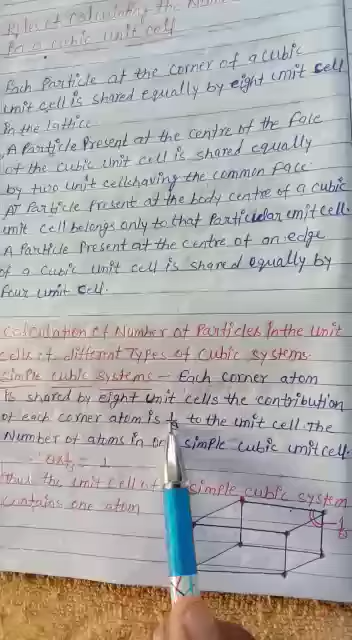 Rules of calculating the Num
in a cubic unit cell
Each Particle at the corner of a cubic
unit cell is shared equally by eight unit cell
in the lattice.
A Particle Present at the centre of the face
of the cubic unit cell is shared equally
by two unit cells having the common face.
A Particle Present at the body centre of a cubic
unit cell belongs only to that Particular unit cell.
A Particle Present at the centre of an edge
of a cubic unit cell is shared equally by
four unit cell.
Calculation of Number of Particles in the unit
cells of different Types of cubic systems
Simple cubic systems - Each corner atom
is shared by eight unit cells the contribution
of each corner atom is 1/8 to the unit cell. The
Number of atoms in one simple cubic unit cell.
= 8x1/8 = 1
thus the unit cell of simple cubic system
contains one atom
1/8